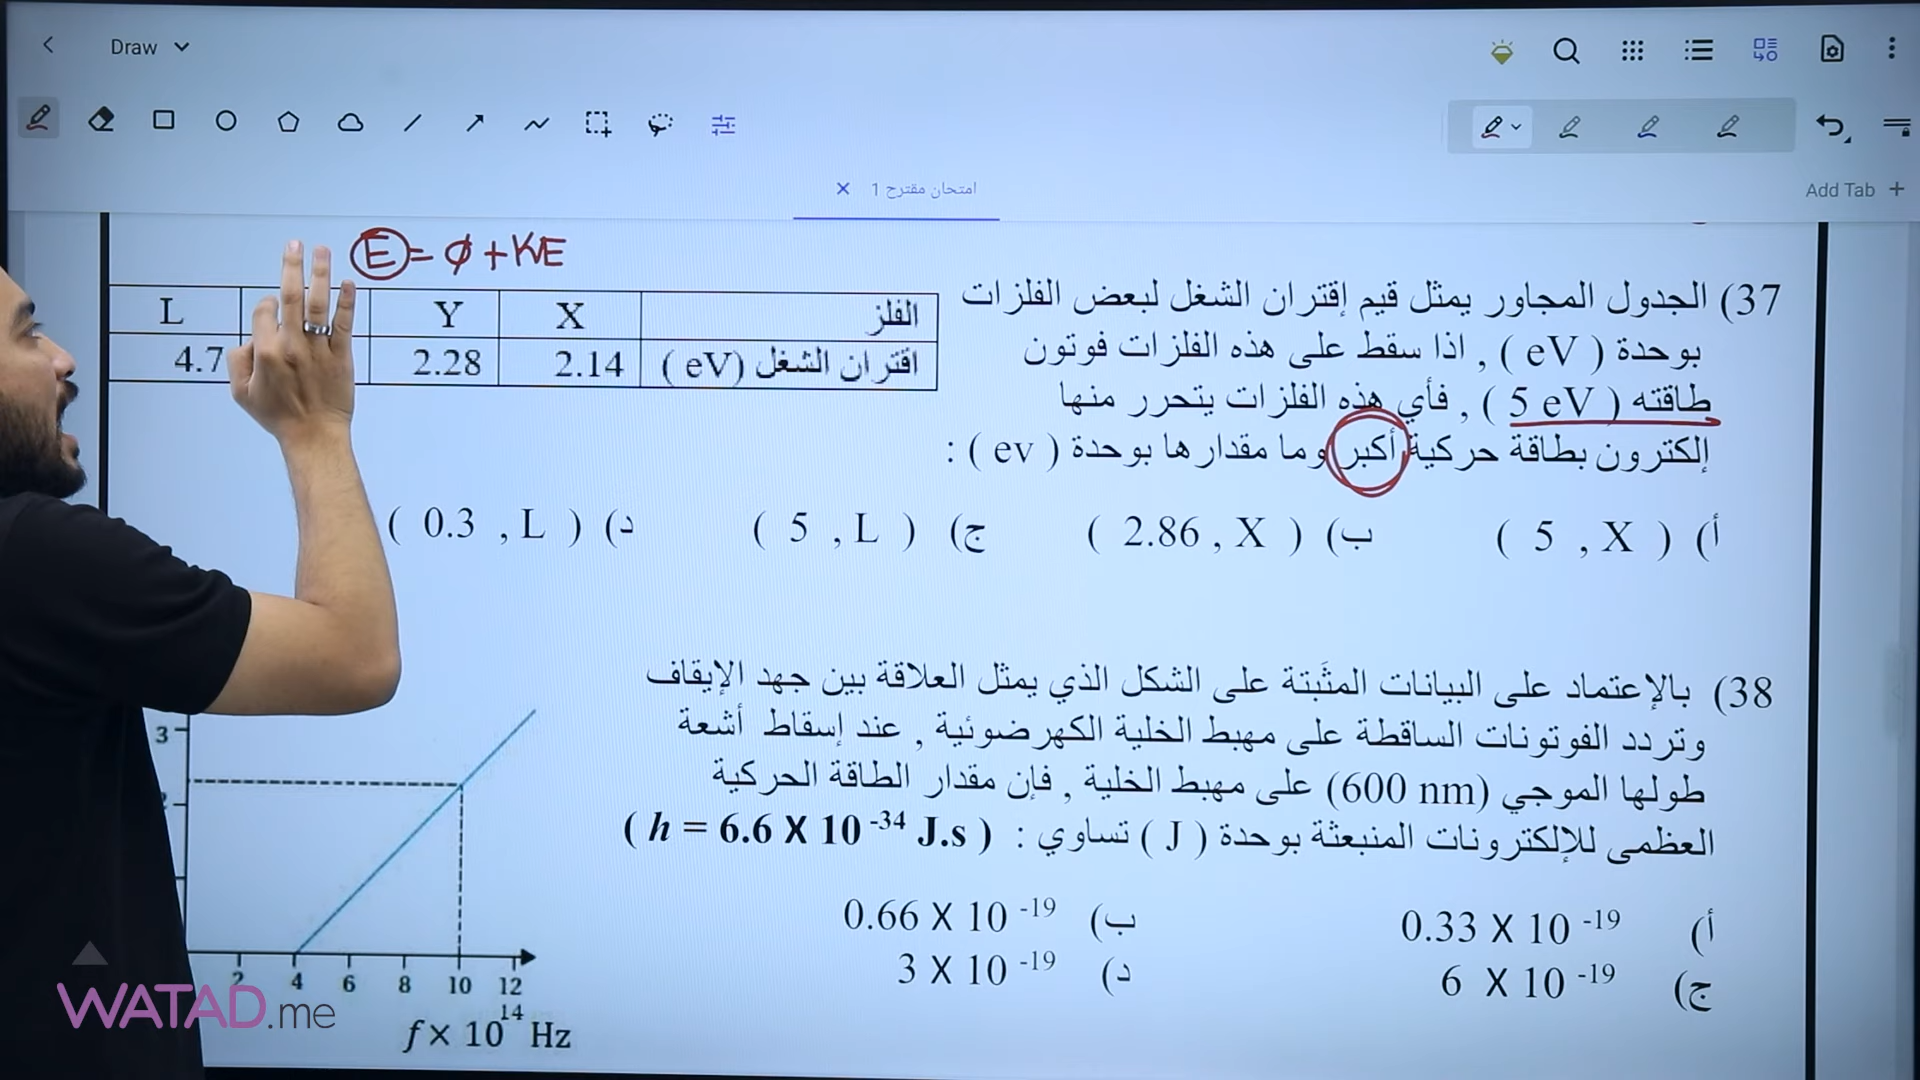 Draw
امتحان مقترح 1
Add Tab
E = φ + KE
37) الجدول المجاور يمثل قيم إقتران الشغل لبعض الفلزات
بوحدة ( eV ) , اذا سقط على هذه الفلزات فوتون
طاقته ( 5 eV ) , فأي هذه الفلزات يتحرر منها
إلكترون بطاقة حركية أكبر وما مقدارها بوحدة ( ev ) :
الفلز X Y L
اقتران الشغل (eV ) 2.14 2.28 4.7
أ) ( 5 , X )
ب) ( 2.86 , X )
ج) ( 5 , L )
د) ( 0.3 , L )
38) بالإعتماد على البيانات المثَبتة على الشكل الذي يمثل العلاقة بين جهد الإيقاف
وتردد الفوتونات الساقطة على مهبط الخلية الكهرضوئية , عند إسقاط أشعة
طولها الموجي (600 nm) على مهبط الخلية , فإن مقدار الطاقة الحركية
العظمى للإلكترونات المنبعثة بوحدة ( J ) تساوي : ( h = 6.6 X 10 -34 J.s )
أ) 0.33 X 10 -19
ب) 0.66 X 10 -19
ج) 6 X 10 -19
د) 3 X 10 -19
3
2 4 6 8 10 12
f × 10 14 Hz
WATAD.me